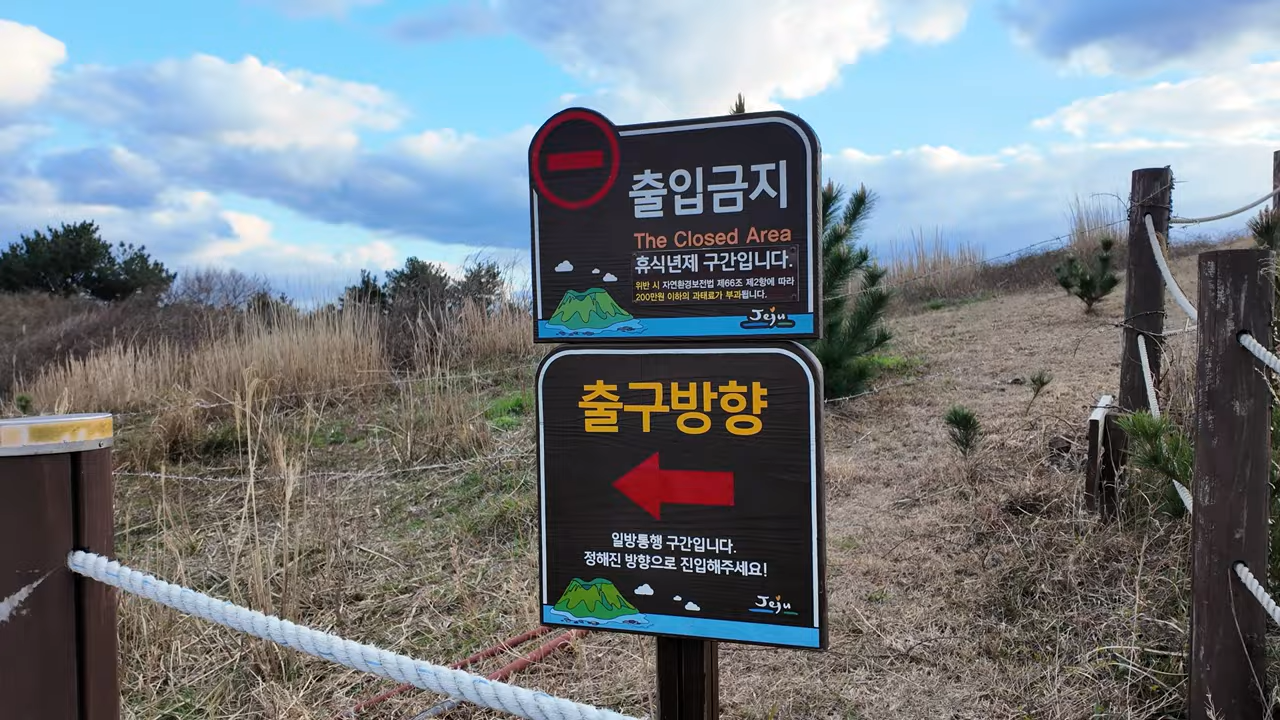 출입금지
The Closed Area
휴식년제 구간입니다.
위반 시 자연환경보전법 제66조 제2항에 따라
200만원 이하의 과태료가 부과됩니다.
Jeju
출구방향
일방통행 구간입니다.
정해진 방향으로 진입해주세요!
Jeju